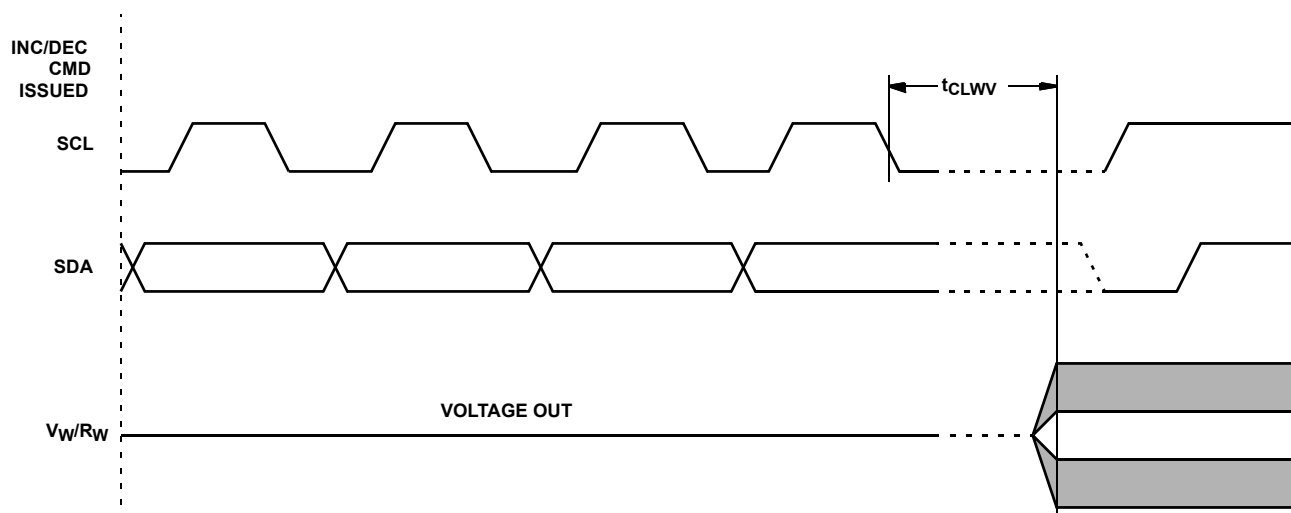 INC/DEC
CMD
ISSUED
tCLWV
SCL
SDA
VOLTAGE OUT
VW/RW